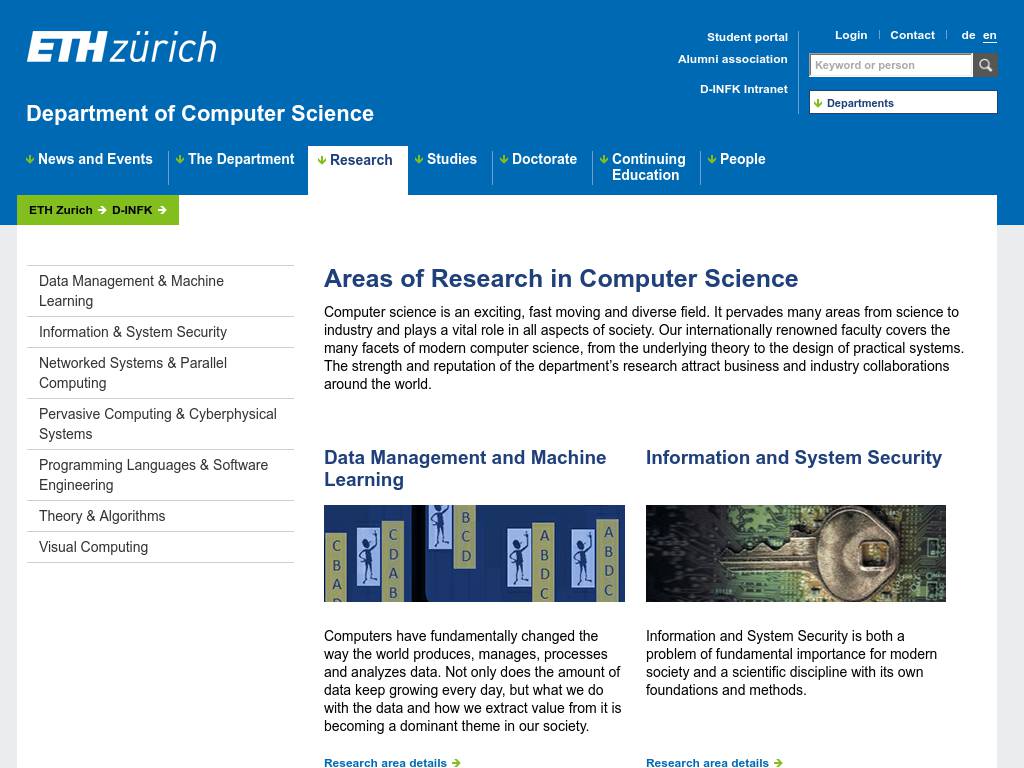 ETH zürich
Student portal
Alumni association
D-INFK Intranet
Login
Contact
de
en
Keyword or person
Departments
Department of Computer Science
News and Events
The Department
Research
Studies
Doctorate
Continuing
Education
People
ETH Zurich
D-INFK
Data Management & Machine
Learning
Information & System Security
Networked Systems & Parallel
Computing
Pervasive Computing & Cyberphysical
Systems
Programming Languages & Software
Engineering
Theory & Algorithms
Visual Computing
Areas of Research in Computer Science
Computer science is an exciting, fast moving and diverse field. It pervades many areas from science to
industry and plays a vital role in all aspects of society. Our internationally renowned faculty covers the
many facets of modern computer science, from the underlying theory to the design of practical systems.
The strength and reputation of the department’s research attract business and industry collaborations
around the world.
Data Management and Machine
Learning
C
B
A
D
C
D
A
B
B
C
D
A
B
D
C
A
B
D
C
Computers have fundamentally changed the
way the world produces, manages, processes
and analyzes data. Not only does the amount of
data keep growing every day, but what we do
with the data and how we extract value from it is
becoming a dominant theme in our society.
Research area details
Information and System Security
Information and System Security is both a
problem of fundamental importance for modern
society and a scientific discipline with its own
foundations and methods.
Research area details